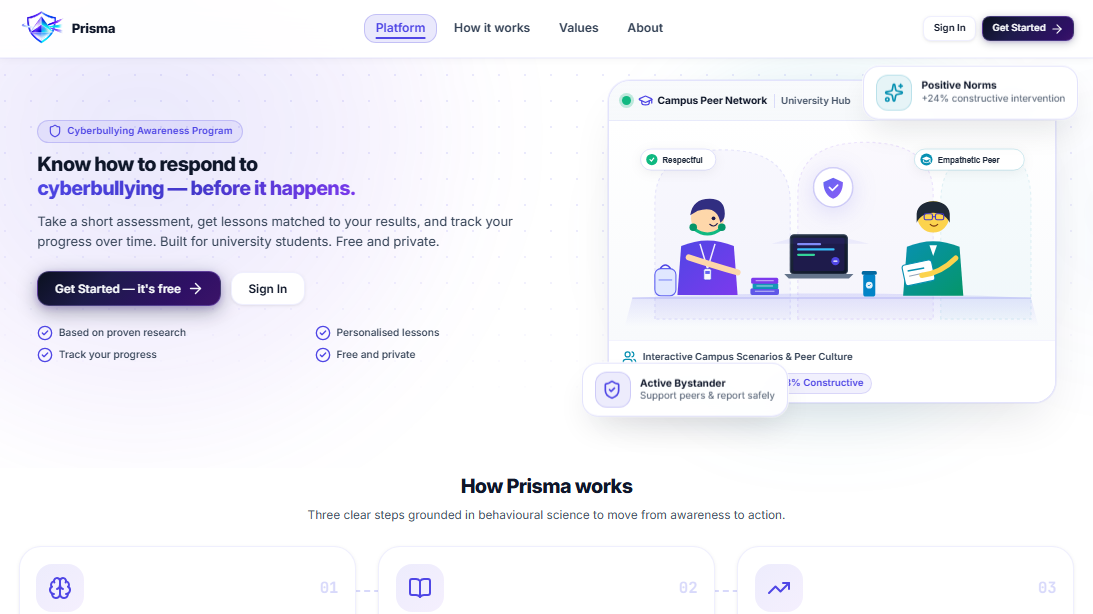 Prisma
Platform
How it works
Values
About
Sign In
Get Started
Cyberbullying Awareness Program
Know how to respond to
cyberbullying — before it happens.
Take a short assessment, get lessons matched to your results, and track your
progress over time. Built for university students. Free and private.
Get Started — it's free
Sign In
Based on proven research
Personalised lessons
Track your progress
Free and private
Campus Peer Network
University Hub
Positive Norms
+24% constructive intervention
Respectful
Empathetic Peer
Interactive Campus Scenarios & Peer Culture
% Constructive
Active Bystander
Support peers & report safely
How Prisma works
Three clear steps grounded in behavioural science to move from awareness to action.
01
02
03